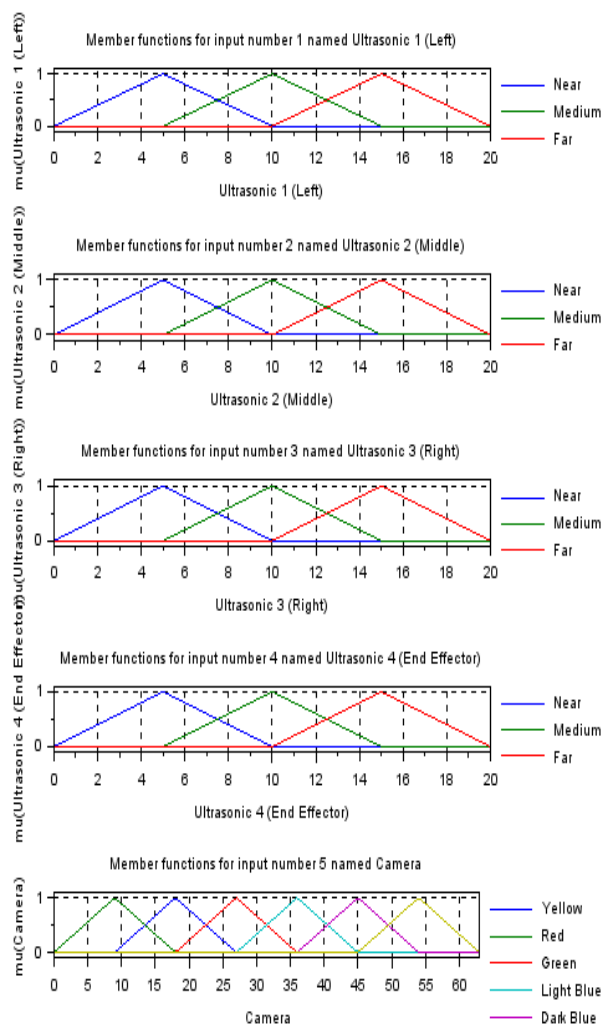 Member functions for input number 1 named Ultrasonic 1 (Left)
mu(Ultrasonic 1 (Left))
1
0
0 2 4 6 8 10 12 14 16 18 20
Ultrasonic 1 (Left)
Near
Medium
Far
Member functions for input number 2 named Ultrasonic 2 (Middle)
mu(Ultrasonic 2 (Middle))
1
0
0 2 4 6 8 10 12 14 16 18 20
Ultrasonic 2 (Middle)
Near
Medium
Far
Member functions for input number 3 named Ultrasonic 3 (Right)
mu(Ultrasonic 3 (Right))
1
0
0 2 4 6 8 10 12 14 16 18 20
Ultrasonic 3 (Right)
Near
Medium
Far
Member functions for input number 4 named Ultrasonic 4 (End Effector)
mu(Ultrasonic 4 (End Effector))
1
0
0 2 4 6 8 10 12 14 16 18 20
Ultrasonic 4 (End Effector)
Near
Medium
Far
Member functions for input number 5 named Camera
mu(Camera)
1
0
0 5 10 15 20 25 30 35 40 45 50 55 60
Camera
Yellow
Red
Green
Light Blue
Dark Blue